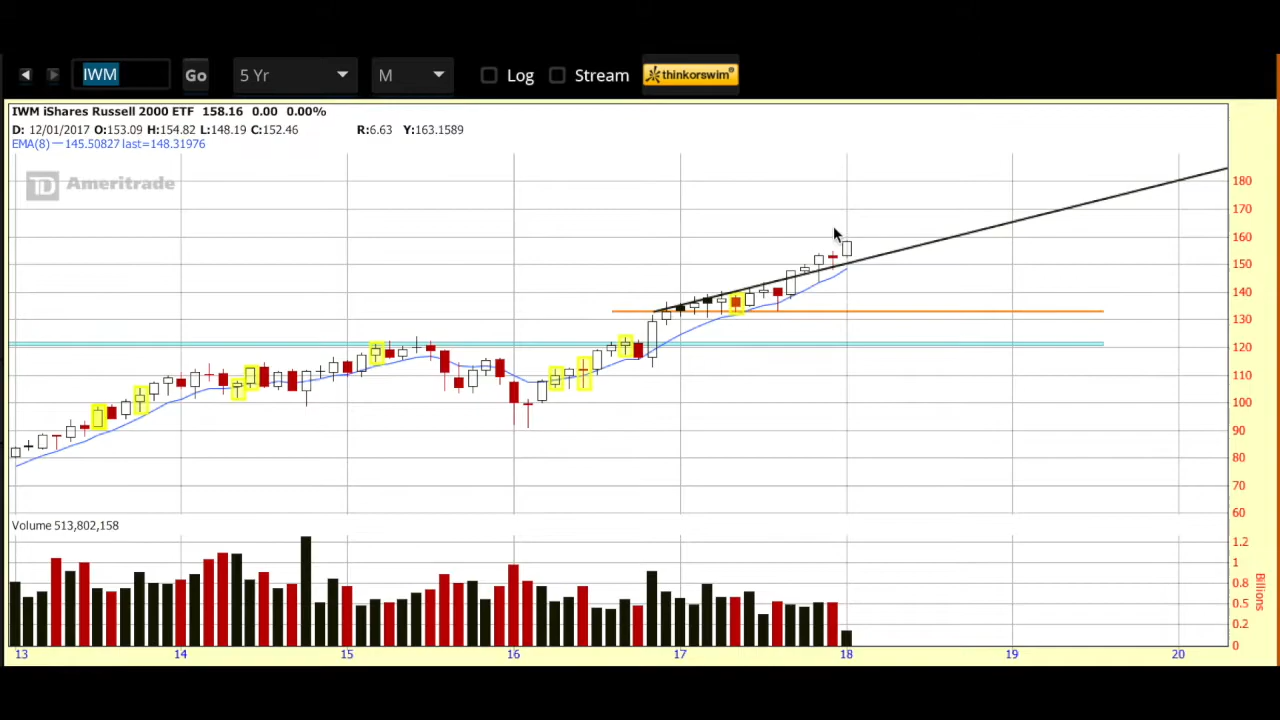 IWM Go 5 Yr M Log Stream thinkorswim®
IWM iShares Russell 2000 ETF 158.16 0.00 0.00%
D: 12/01/2017 O:153.09 H:154.82 L:148.19 C:152.46 R:6.63 Y:163.1589
EMA(8) — 145.50827 last=148.31976
TD Ameritrade
180
170
160
150
140
130
120
110
100
90
80
70
60
Volume 513,802,158
1.2
1
0.8
0.5
0.2
0
Billions
13 14 15 16 17 18 19 20